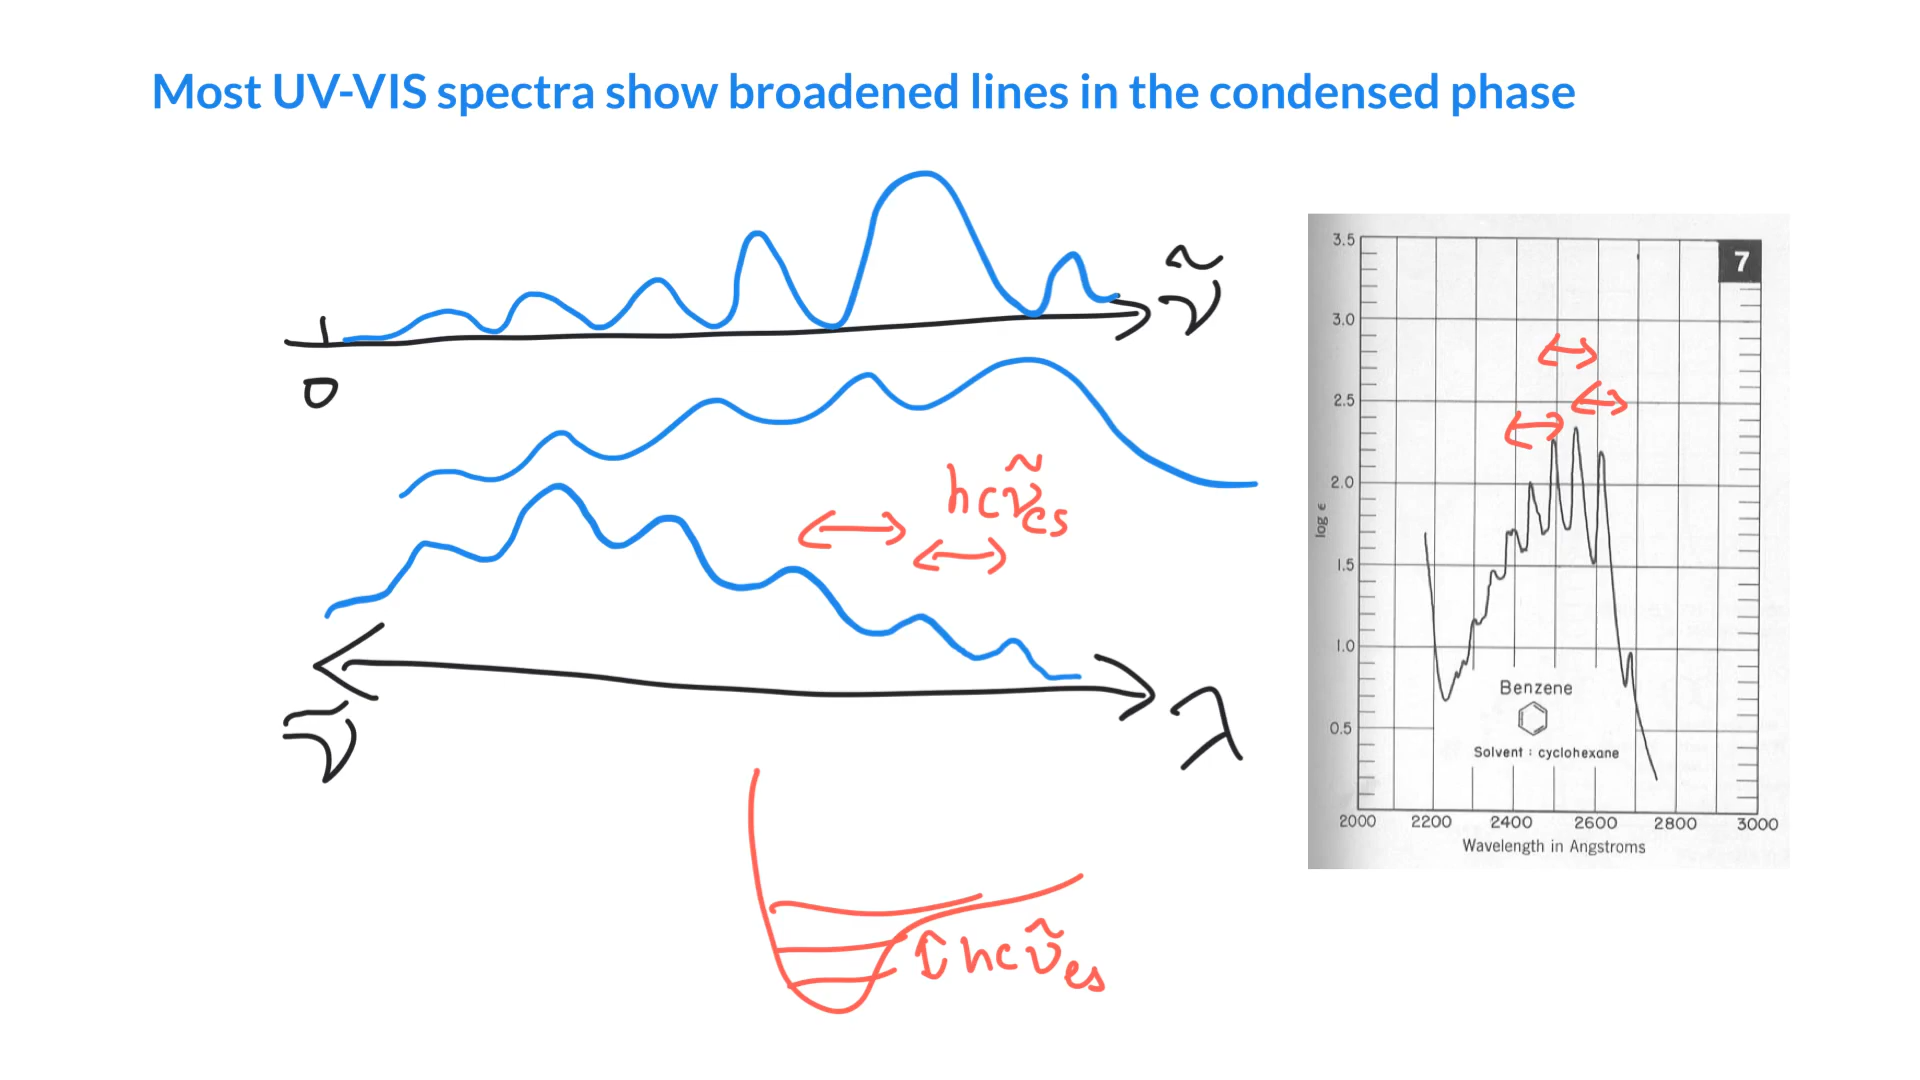 Most UV-VIS spectra show broadened lines in the condensed phase
ṽ
0
hcṽes
ṽ
λ
hcṽes
7
3.5
3.0
2.5
2.0
1.5
1.0
0.5
log ε
Benzene
Solvent : cyclohexane
2000 2200 2400 2600 2800 3000
Wavelength in Angstroms